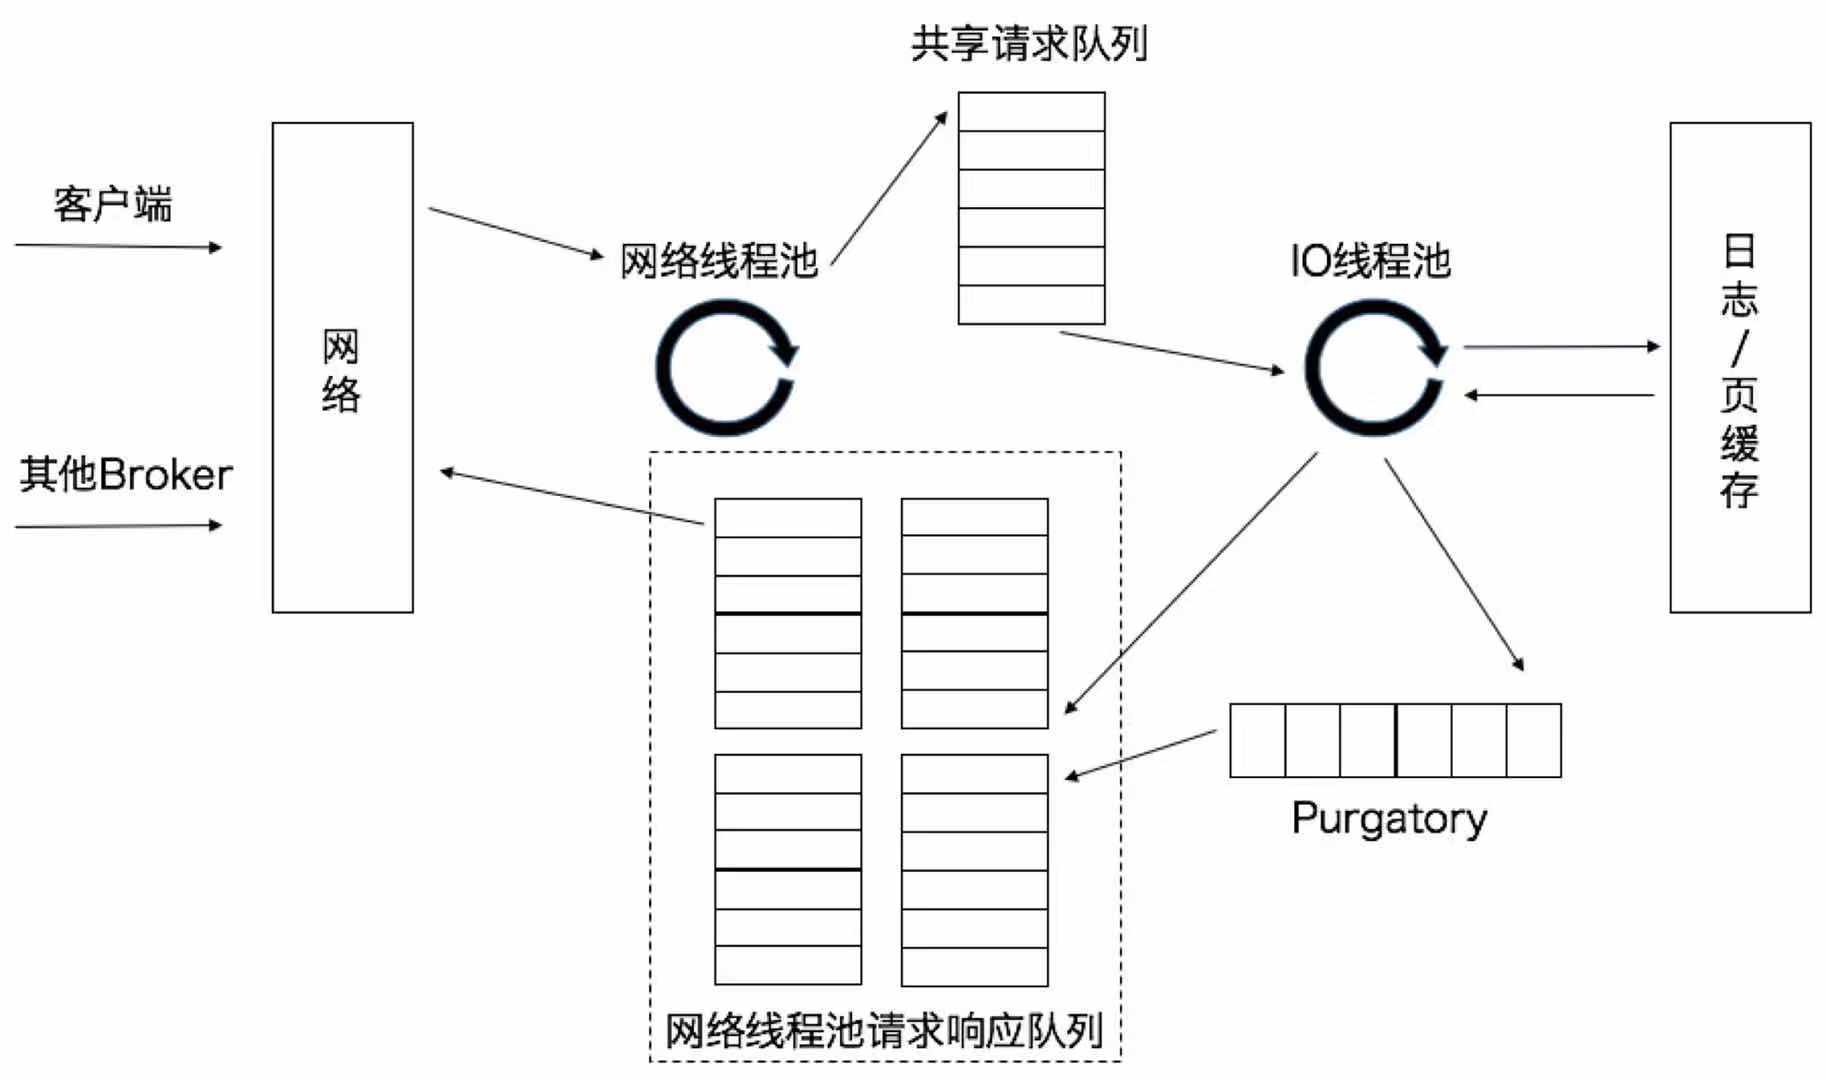 共享请求队列
客户端
网络线程池
IO线程池
网络
日志/页缓存
其他Broker
Purgatory
网络线程池请求响应队列